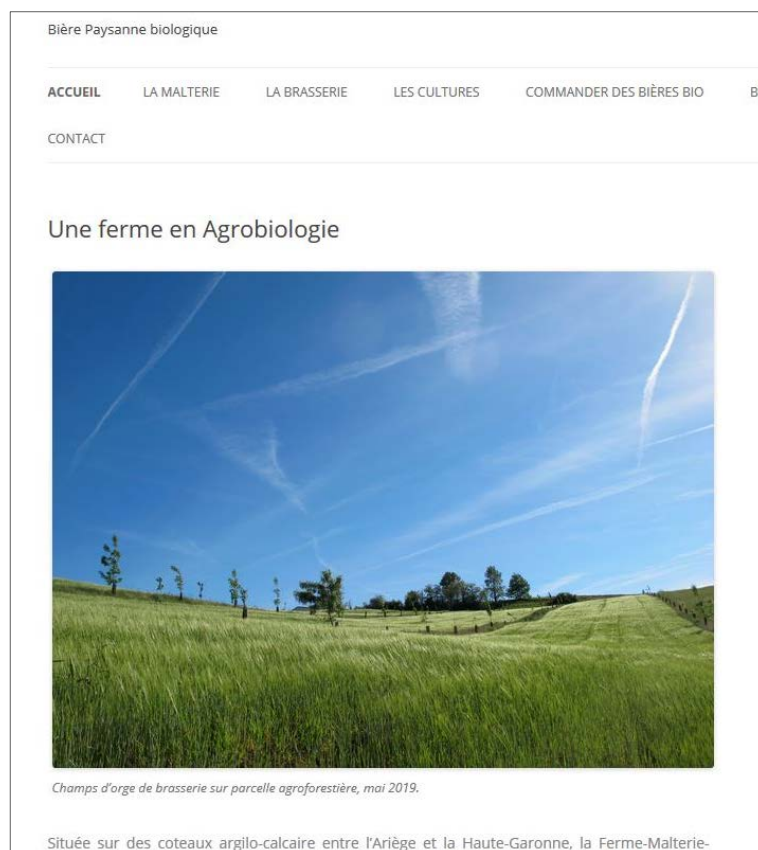 Bière Paysanne biologique
ACCUEIL LA MALTERIE LA BRASSERIE LES CULTURES COMMANDER DES BIÈRES BIO B
CONTACT
Une ferme en Agrobiologie
Champs d'orge de brasserie sur parcelle agroforestière, mai 2019.
Située sur des coteaux argilo-calcaire entre l'Ariège et la Haute-Garonne, la Ferme-Malterie-